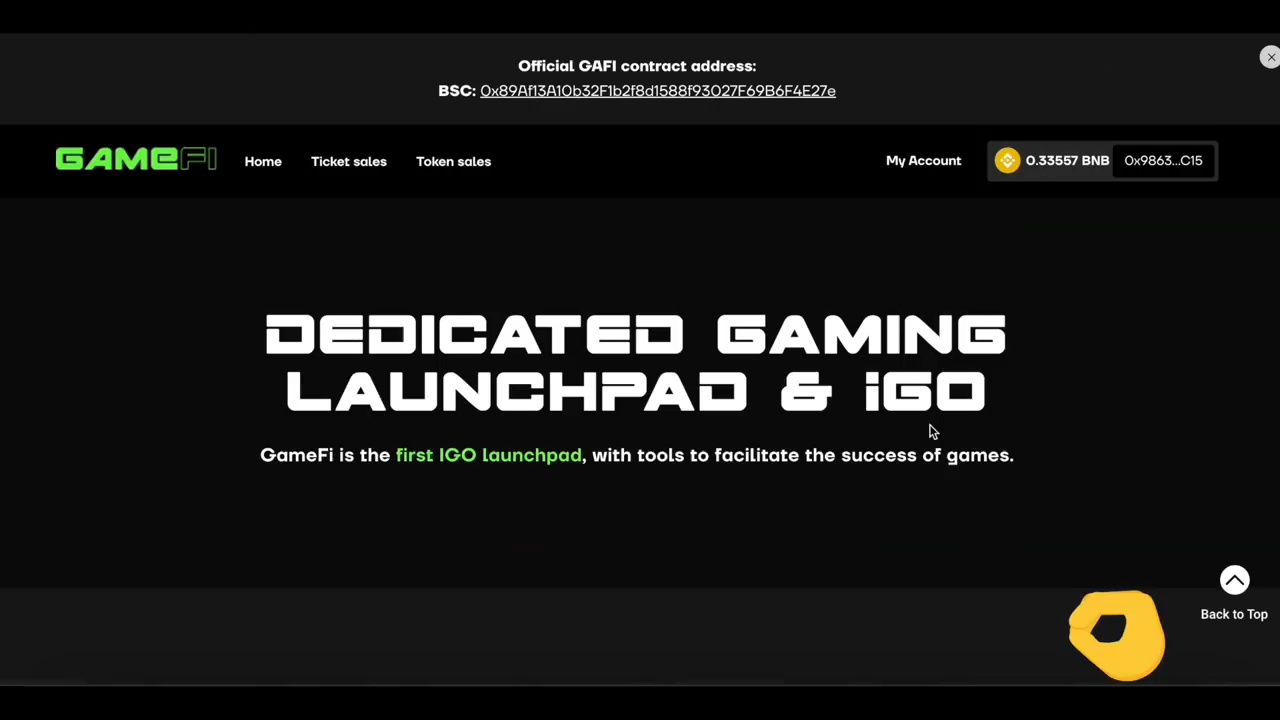 Official GAFI contract address:
BSC: 0x89Af13A10b32F1b2f8d1588f93027F69B6F4E27e
GAMEFI
Home Ticket sales Token sales My Account 0.33557 BNB 0x9863...C15
DEDICATED GAMING
LAUNCHPAD & iGO
GameFi is the first IGO launchpad, with tools to facilitate the success of games.
Back to Top